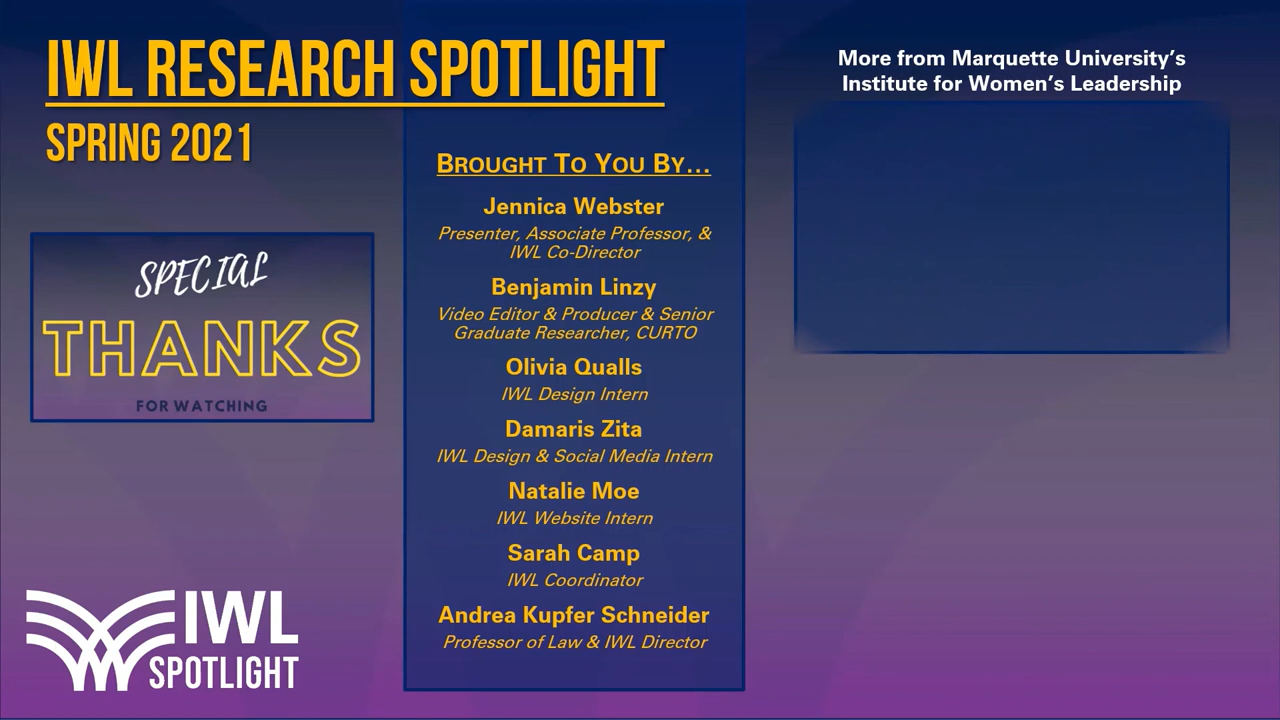 IWL RESEARCH SPOTLIGHT
SPRING 2021
SPECIAL
THANKS
FOR WATCHING
IWL
SPOTLIGHT
BROUGHT TO YOU BY...
Jennica Webster
Presenter, Associate Professor, &
IWL Co-Director
Benjamin Linzy
Video Editor & Producer & Senior
Graduate Researcher, CURTO
Olivia Qualls
IWL Design Intern
Damaris Zita
IWL Design & Social Media Intern
Natalie Moe
IWL Website Intern
Sarah Camp
IWL Coordinator
Andrea Kupfer Schneider
Professor of Law & IWL Director
More from Marquette University’s
Institute for Women’s Leadership